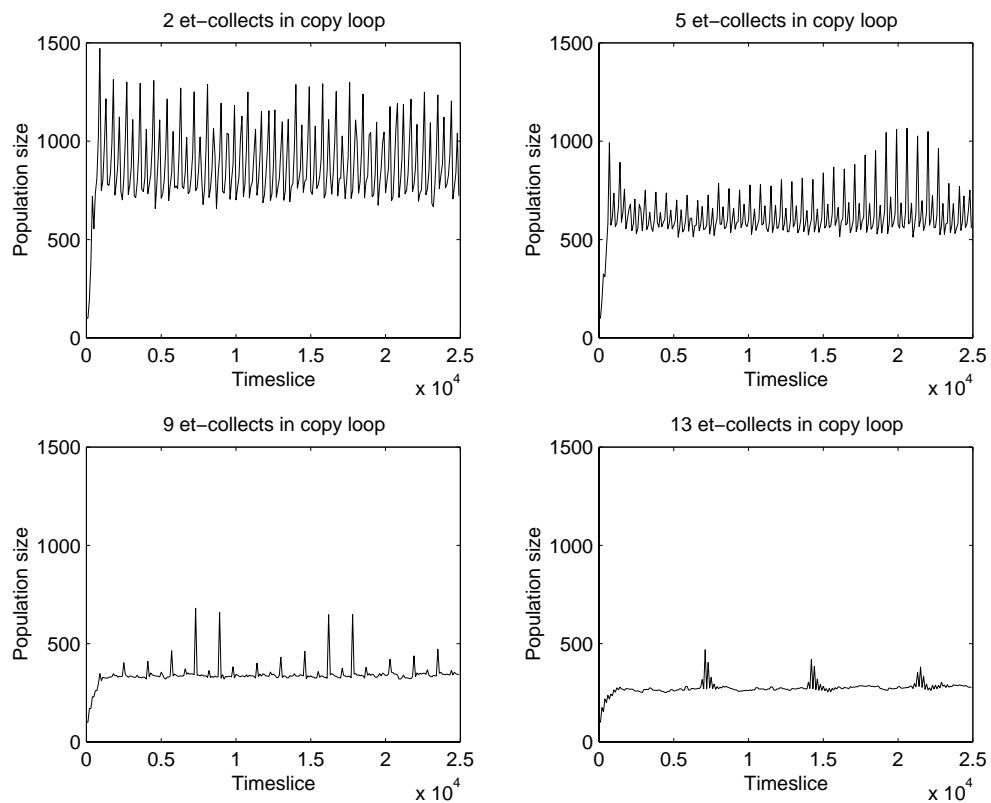 2 et−collects in copy loop
1500
1000
500
0
Population size
0 0.5 1 1.5 2 2.5
Timeslice
x 10^4
5 et−collects in copy loop
1500
1000
500
0
Population size
0 0.5 1 1.5 2 2.5
Timeslice
x 10^4
9 et−collects in copy loop
1500
1000
500
0
Population size
0 0.5 1 1.5 2 2.5
Timeslice
x 10^4
13 et−collects in copy loop
1500
1000
500
0
Population size
0 0.5 1 1.5 2 2.5
Timeslice
x 10^4